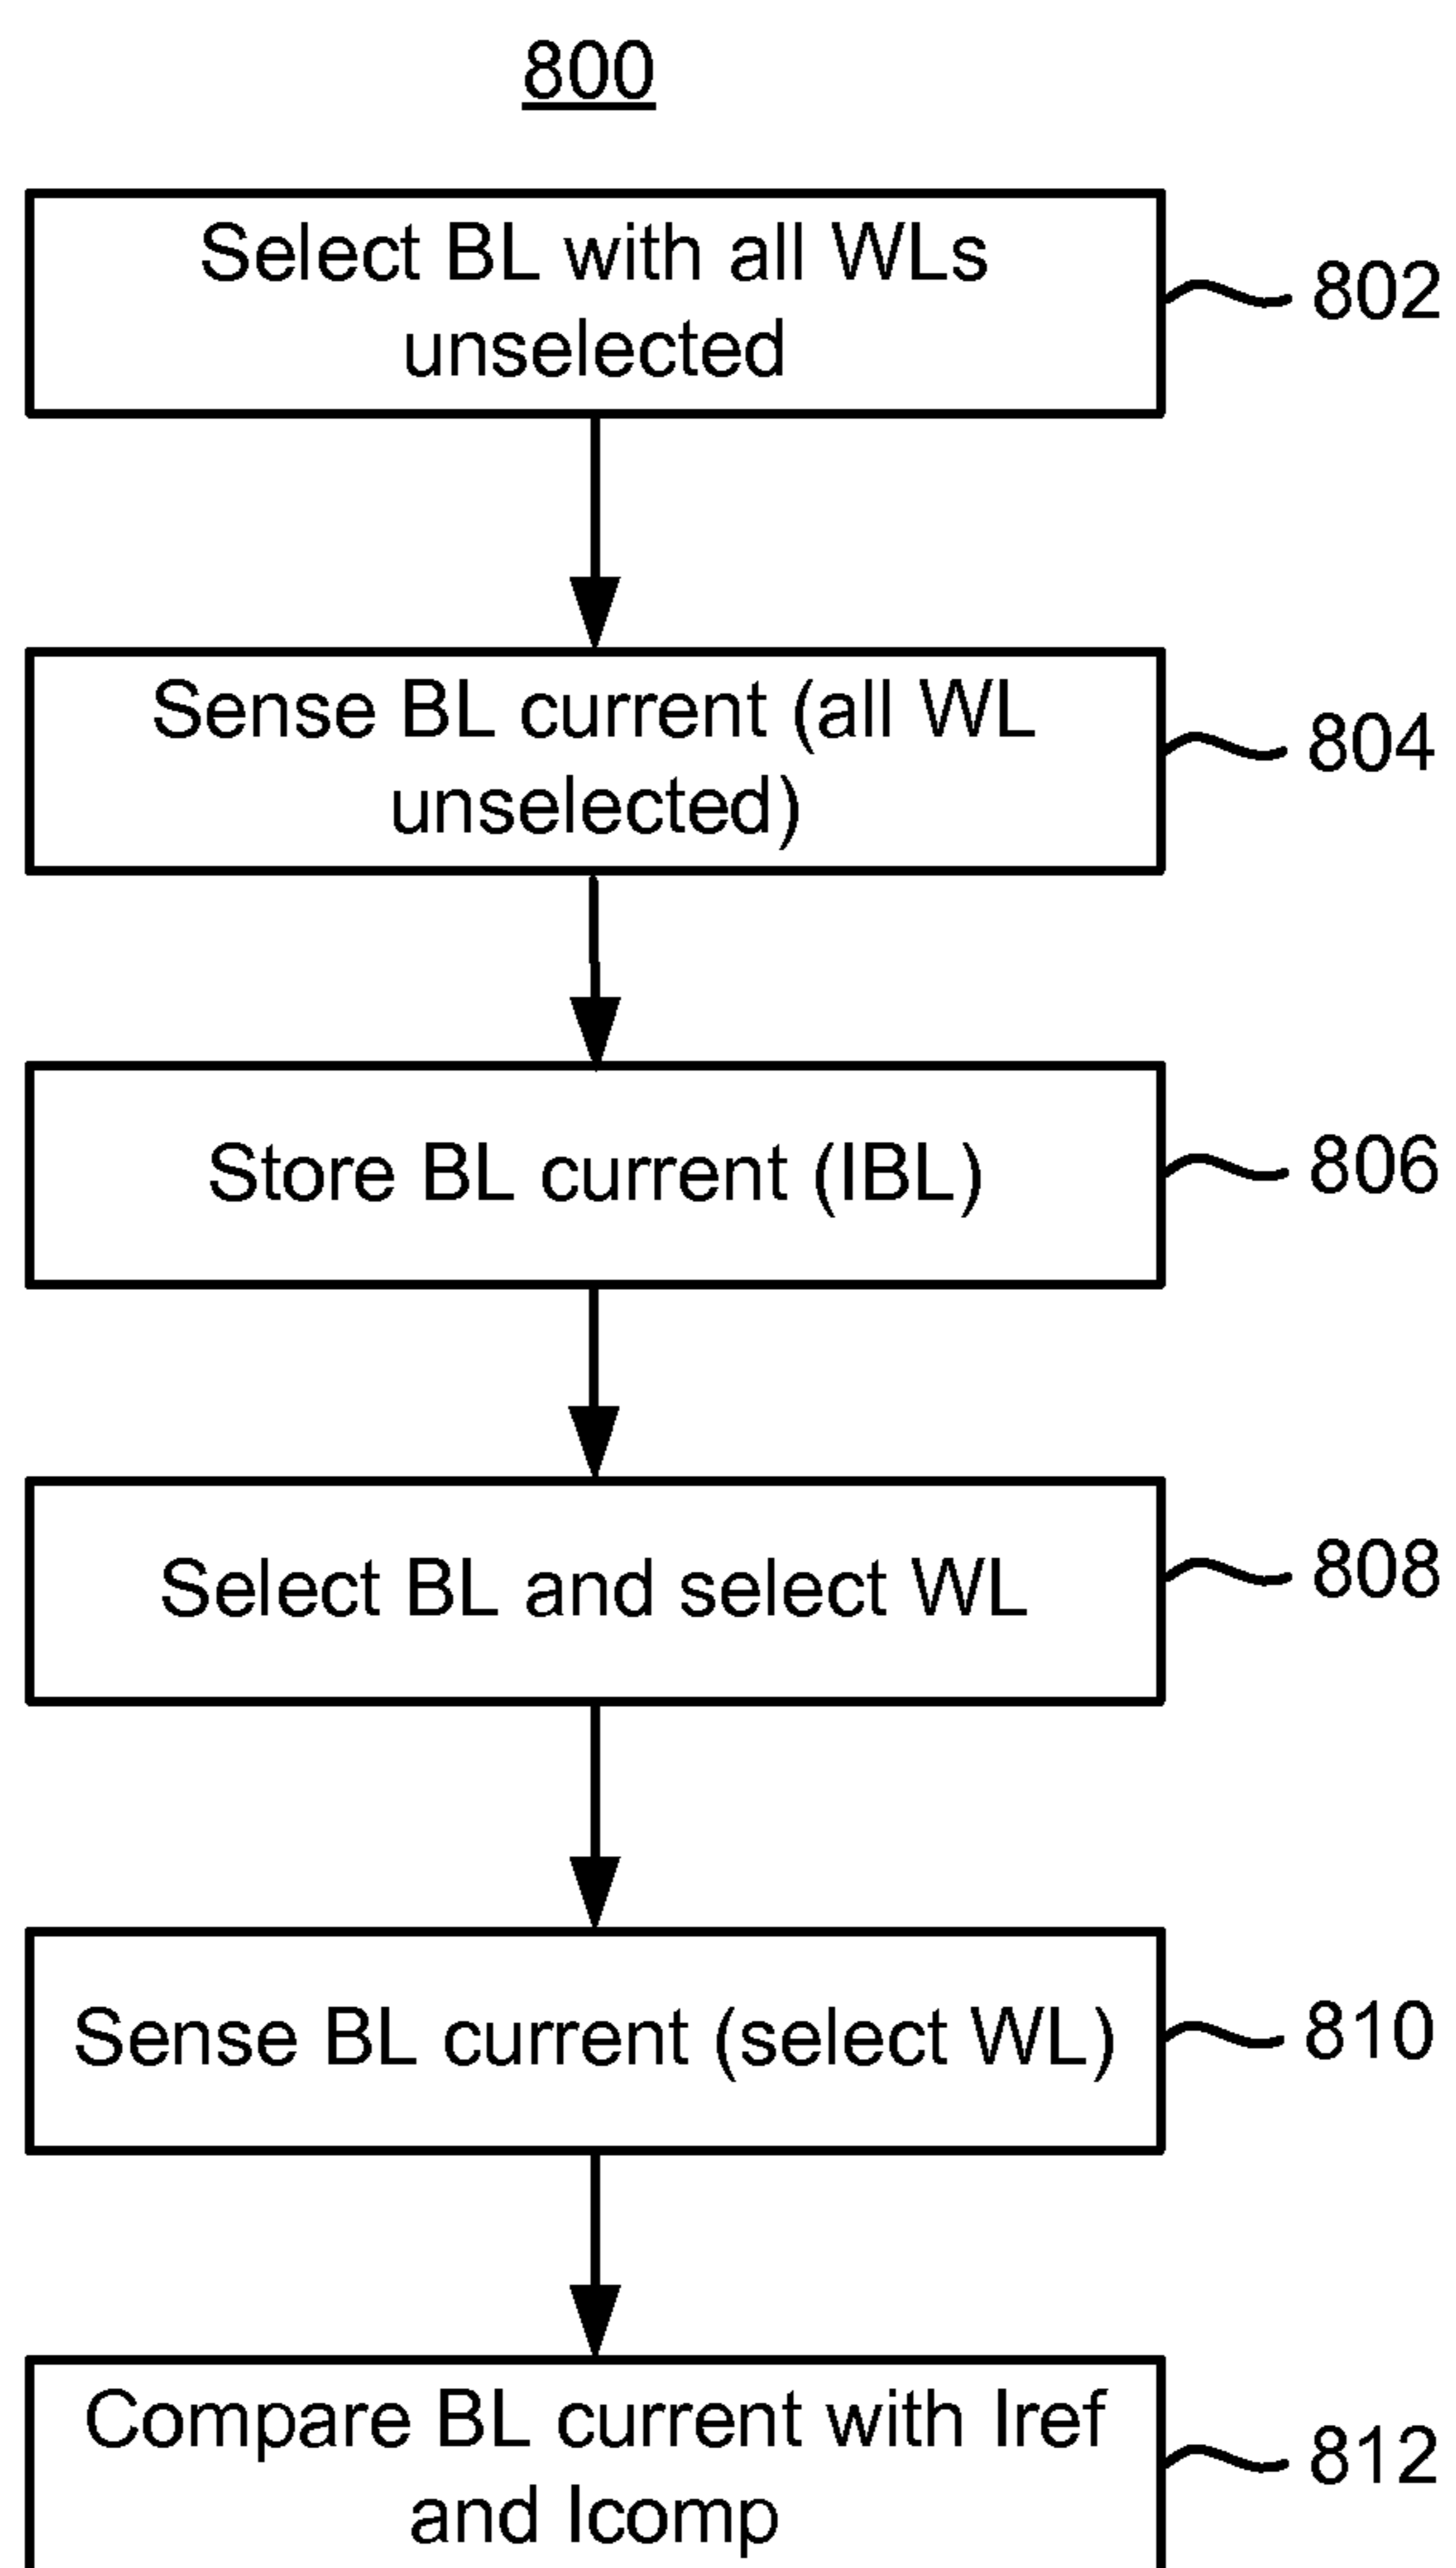 800
Select BL with all WLs
unselected
802
Sense BL current (all WL
unselected)
804
Store BL current (IBL)
806
Select BL and select WL
808
Sense BL current (select WL)
810
Compare BL current with Iref
and Icomp
812